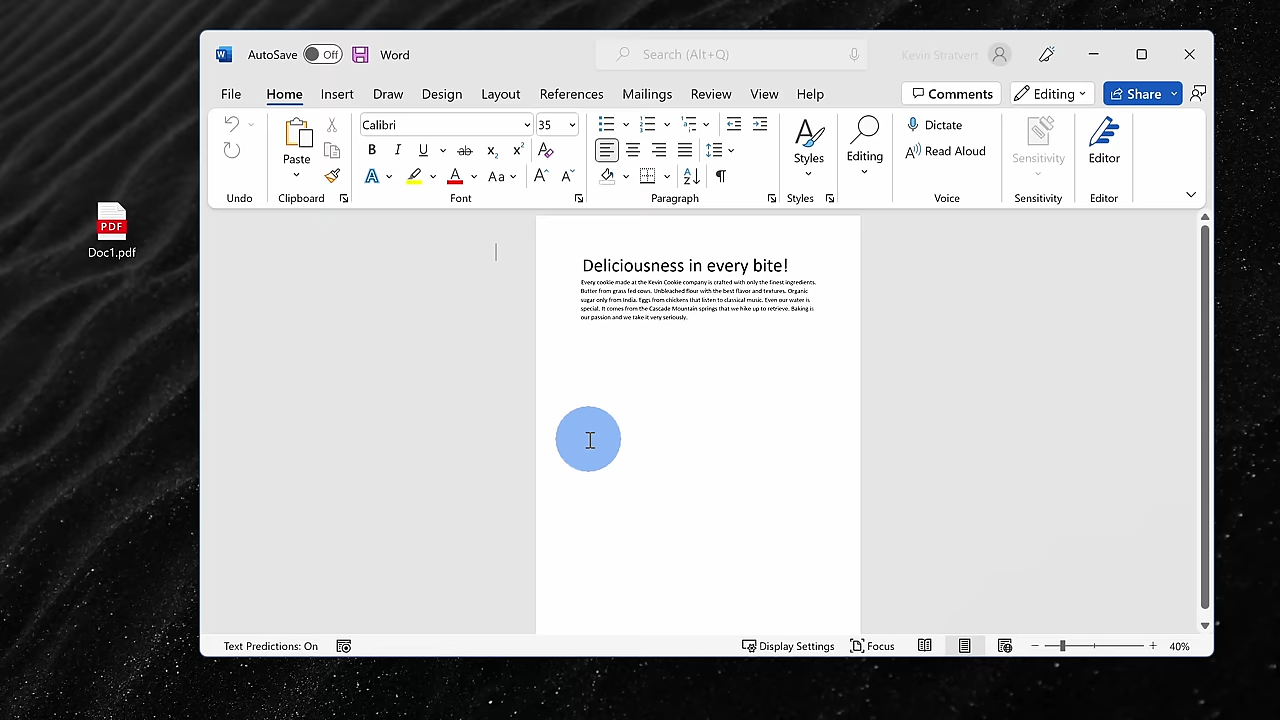 AutoSave Off Word Search (Alt+Q) Kevin Stratvert
File Home Insert Draw Design Layout References Mailings Review View Help Comments Editing Share
PDF
Doc1.pdf
Calibri 35
Paste Styles Editing Dictate Sensitivity Editor
Read Aloud
Undo Clipboard Font Paragraph Styles Voice Sensitivity Editor
Deliciousness in every bite!
Every cookie made at the Kevin Cookie company is crafted with only the finest ingredients.
Butter from grass fed cows. Unbleached flour with the best flavor and textures. Organic
sugar only from India. Eggs from chickens that listen to classical music. Even our water is
special. It comes from the Cascade Mountain springs that we hike up to retrieve. Baking is
our passion and we take it very seriously.
Text Predictions: On Display Settings Focus 40%